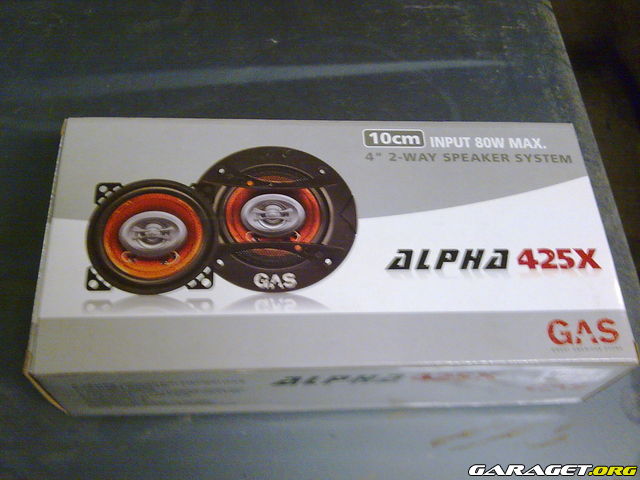 10cm INPUT 80W MAX.
4" 2-WAY SPEAKER SYSTEM
GAS
ALPHA 425X
GAS
ALPHA 425X
GARAGET.ORG